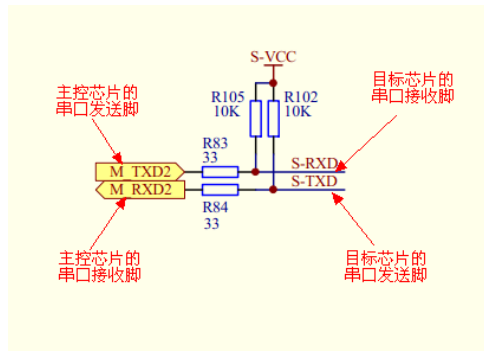 S-VCC
主控芯片的
串口发送脚
目标芯片的
串口接收脚
R105
10K
R102
10K
R83
33
M_TXD2
S-RXD
M_RXD2
S-TXD
R84
33
主控芯片的
串口接收脚
目标芯片的
串口发送脚